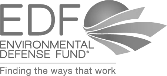 EDF
ENVIRONMENTAL
DEFENSE FUND®
Finding the ways that work